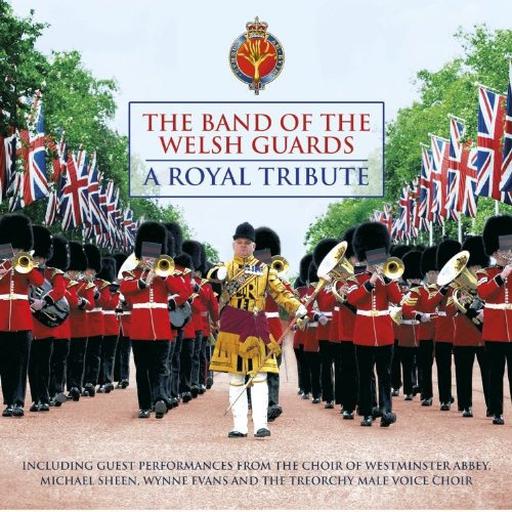 THE BAND OF THE
WELSH GUARDS
A ROYAL TRIBUTE
INCLUDING GUEST PERFORMANCES FROM THE CHOIR OF WESTMINSTER ABBEY,
MICHAEL SHEEN, WYNNE EVANS AND THE TREORCHY MALE VOICE CHOIR